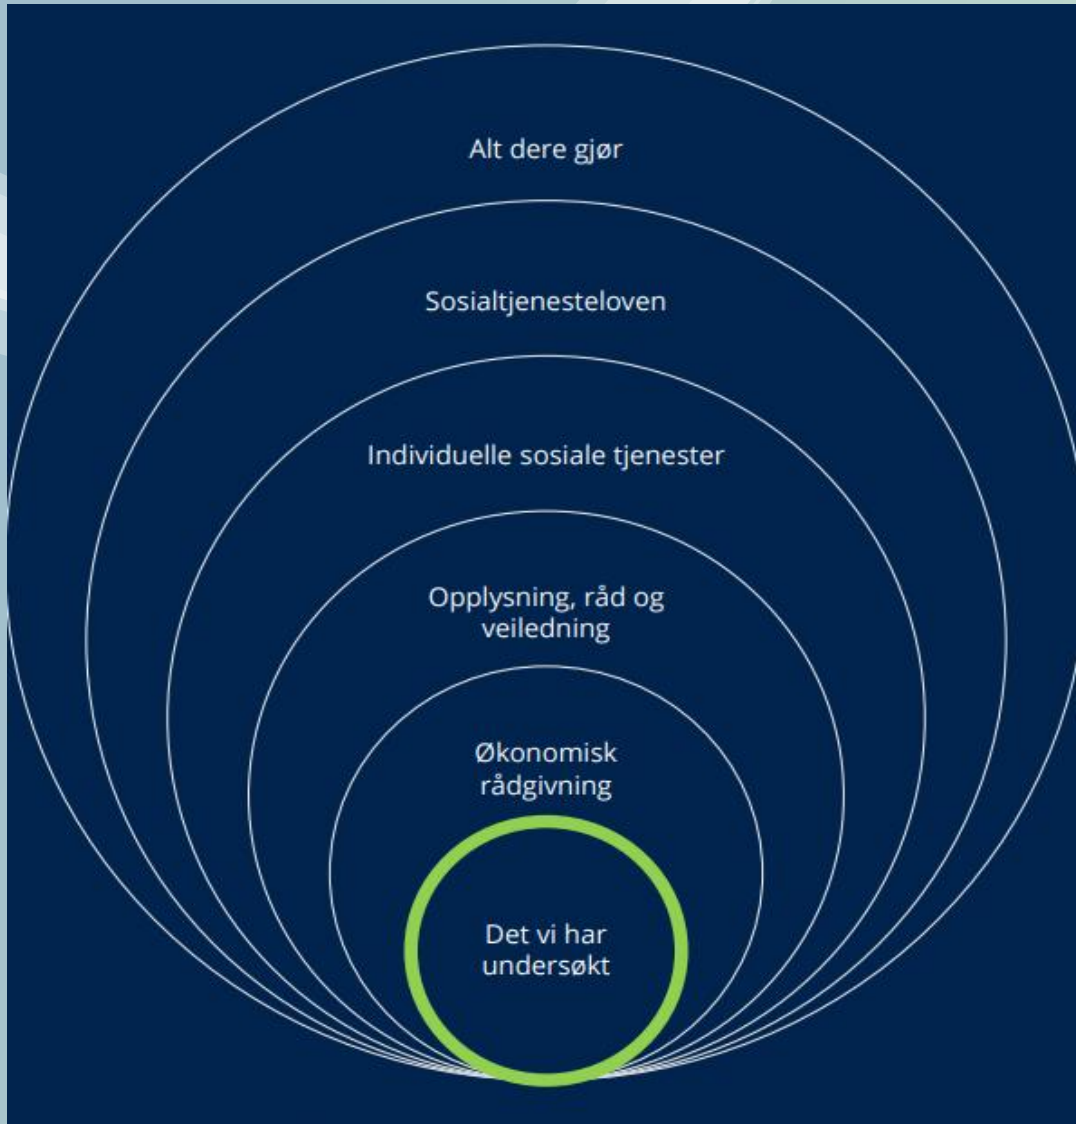 Alt dere gjør
Sosialtjenesteloven
Individuelle sosiale tjenester
Opplysning, råd og
veiledning
Økonomisk
rådgivning
Det vi har
undersøkt